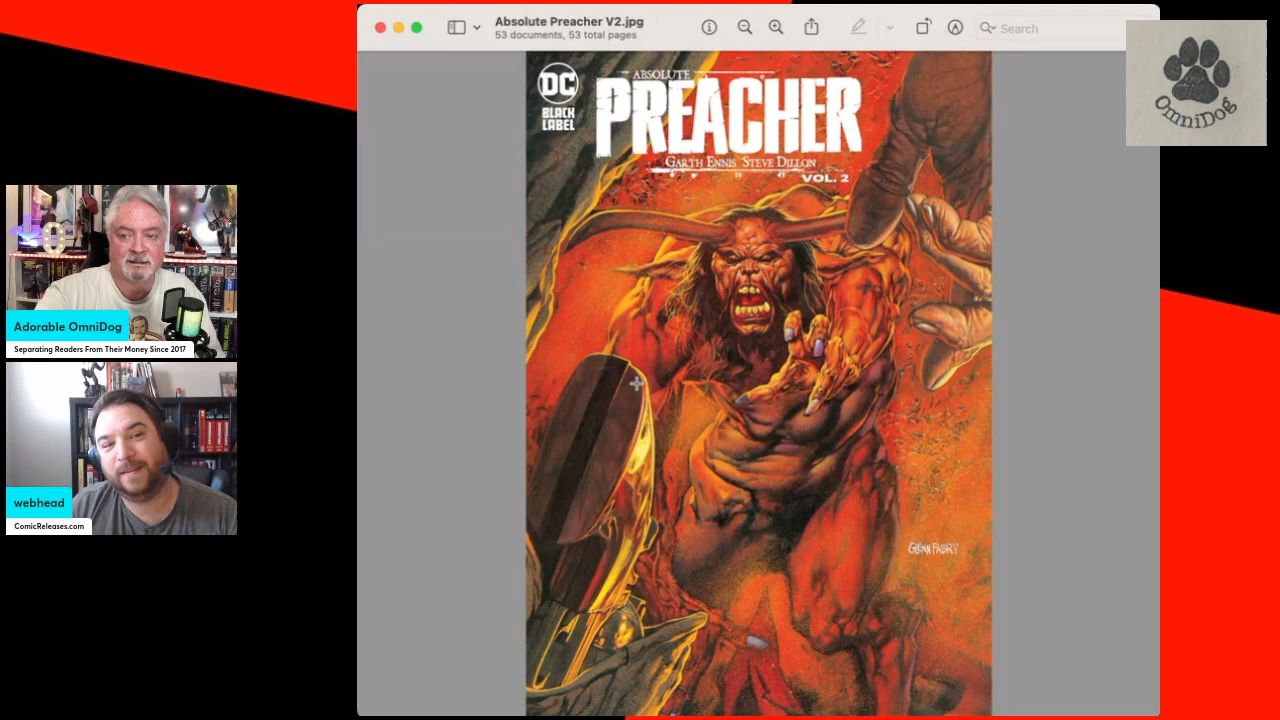 Absolute Preacher V2.jpg
53 documents, 53 total pages
Search
OmniDog
DC
BLACK
LABEL
ABSOLUTE
PREACHER
GARTH ENNIS STEVE DILLON
VOL. 2
GLENN FABRY
Adorable OmniDog
Separating Readers From Their Money Since 2017
webhead
ComicReleases.com